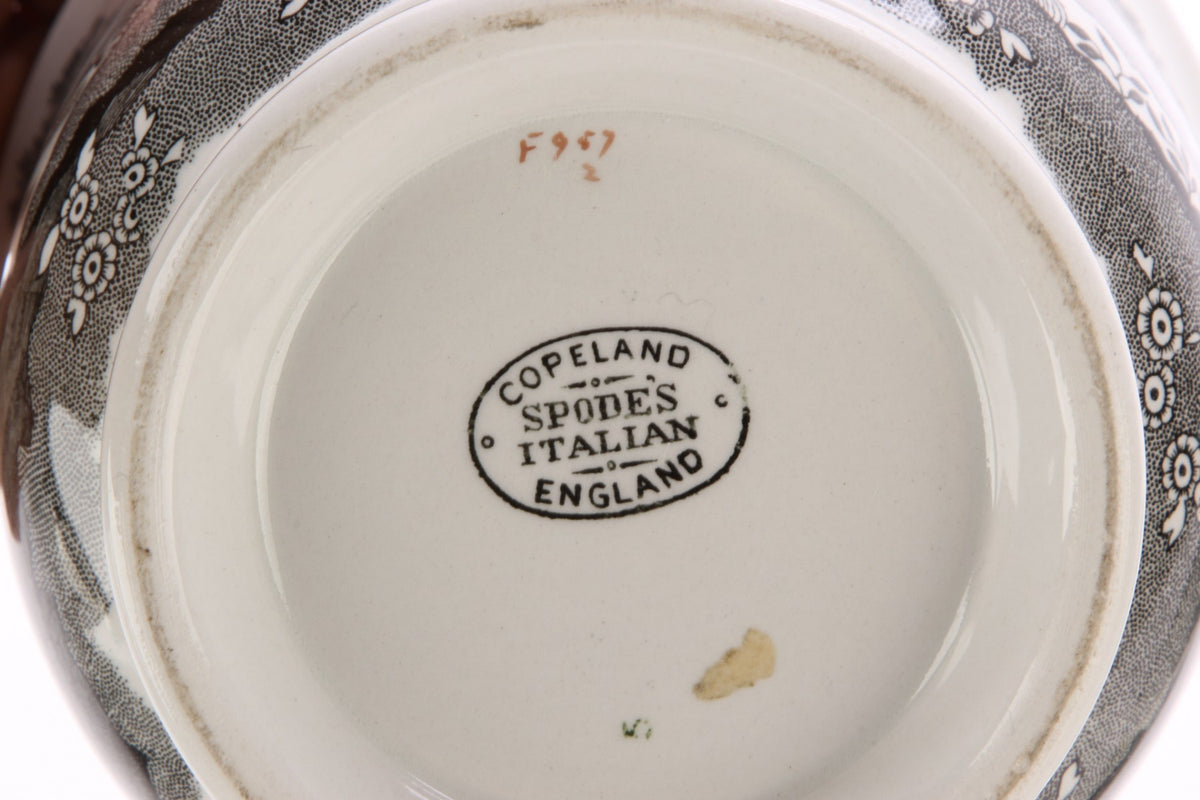 F957
2
COPELAND
SPODE'S
ITALIAN
ENGLAND